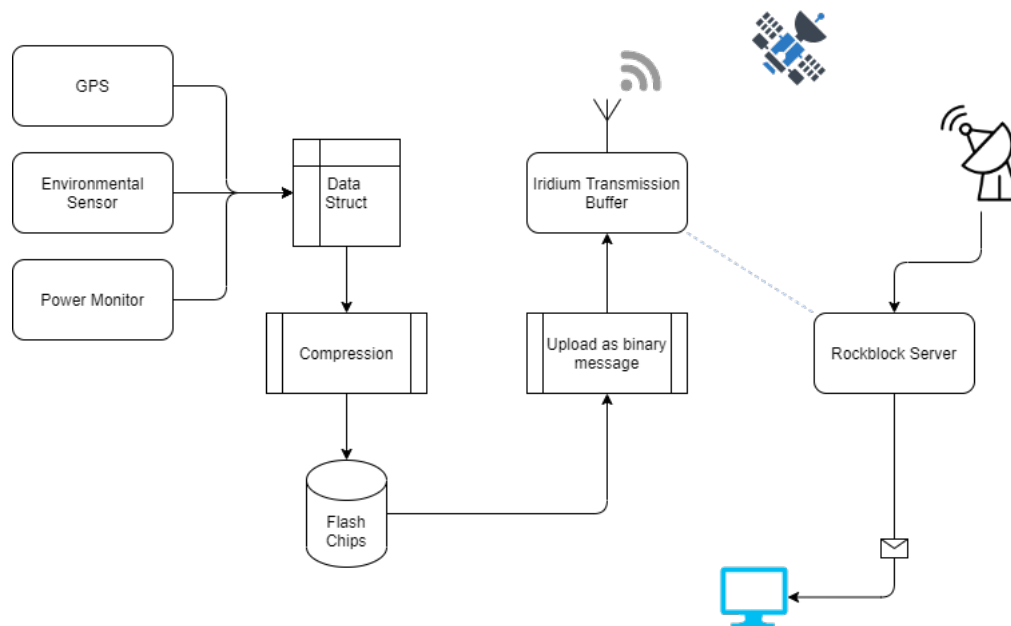 GPS
Environmental
Sensor
Power Monitor
Data
Struct
Compression
Flash
Chips
Iridium Transmission
Buffer
Upload as binary
message
Rockblock Server